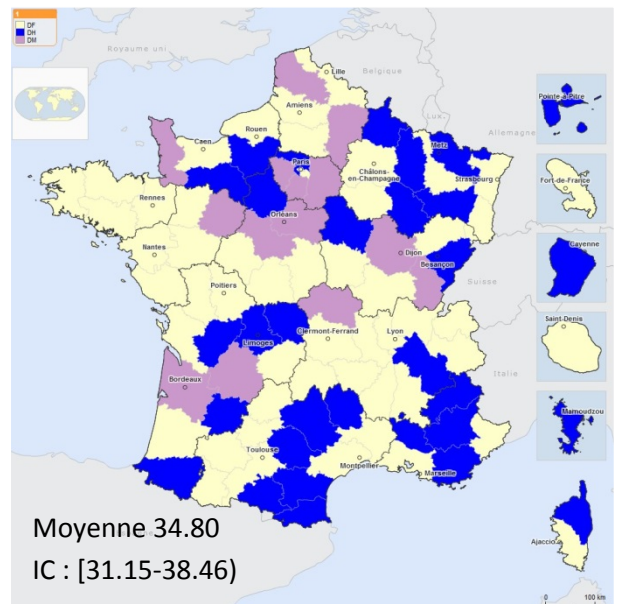 1
DF
DH
DM
Royaume uni
Belgique
Lux.
Allemagne
Suisse
Italie
Lille
Amiens
Rouen
Caen
Paris
Metz
Châlons-
en-Champagne
Strasbourg
Rennes
Orléans
Nantes
Dijon
Besançon
Poitiers
Limoges
Clermont-Ferrand
Lyon
Bordeaux
Toulouse
Montpellier
Marseille
Ajaccio
Pointe-à-Pitre
Fort-de-France
Cayenne
Saint-Denis
Mamoudzou
Moyenne 34.80
IC : [31.15-38.46)
0 100 km